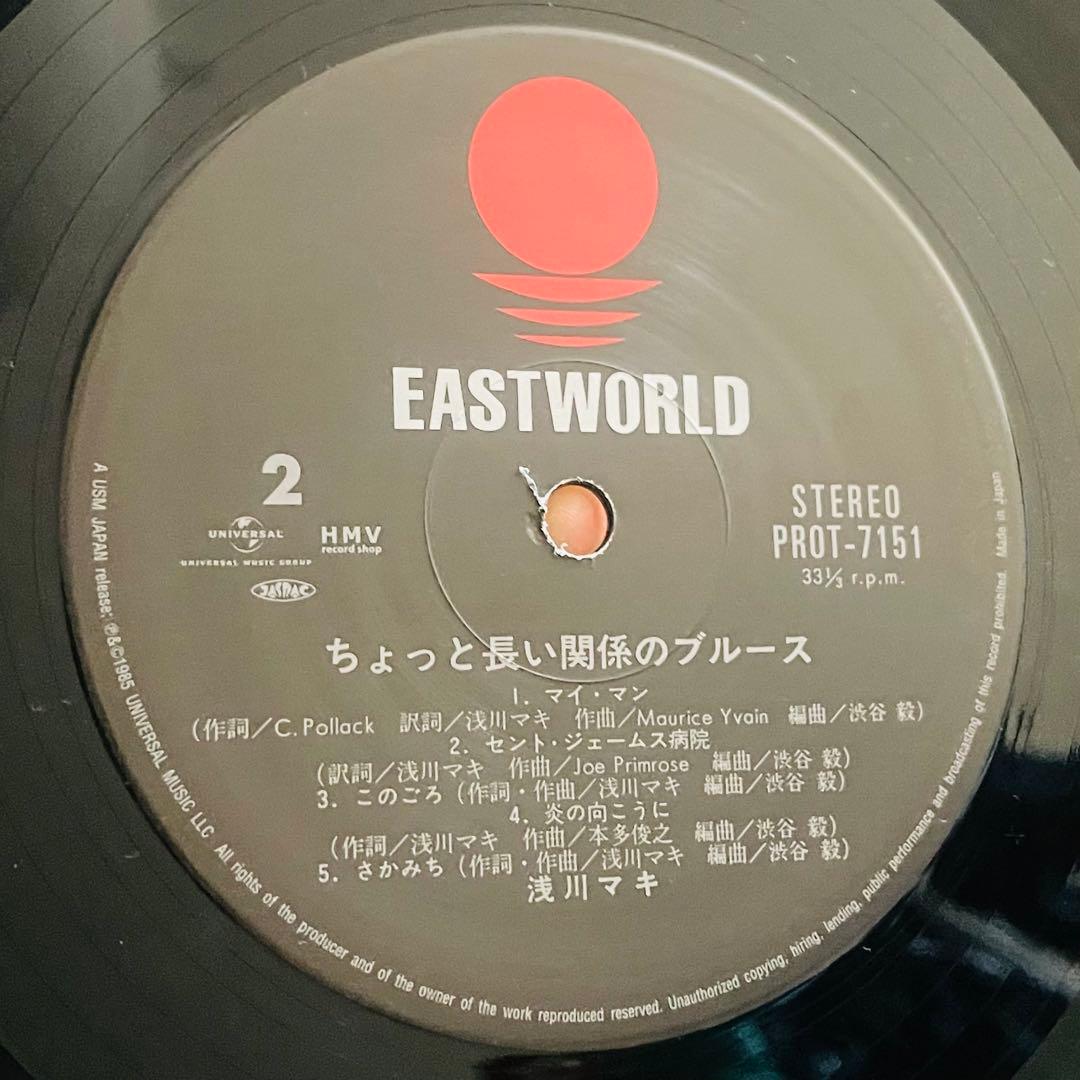 EASTWORLD
2
UNIVERSAL
UNIVERSAL MUSIC GROUP
HMV
record shop
JASRAC
STEREO
PROT-7151
33⅓ r.p.m.
ちょっと長い関係のブルース
1. マイ・マン
(作詞/C. Pollack 訳詞/浅川マキ 作曲/Maurice Yvain 編曲/渋谷 毅)
2. セント・ジェームス病院
(訳詞/浅川マキ 作曲/Joe Primrose 編曲/渋谷 毅)
3. このごろ (作詞・作曲/浅川マキ 編曲/渋谷 毅)
4. 炎の向こうに
(作詞/浅川マキ 作曲/本多俊之 編曲/渋谷 毅)
5. さかみち (作詞・作曲/浅川マキ 編曲/渋谷 毅)
浅川マキ
A USM JAPAN release; ℗&©1985 UNIVERSAL MUSIC LLC. All rights of the producer and of the owner of the work reproduced reserved. Unauthorized copying, hiring, lending, public performance and broadcasting of this record prohibited. Made in Japan